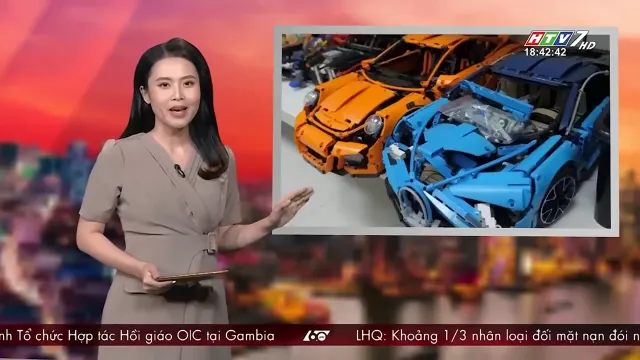 HTV7 HD
18:42:42
nh Tổ chức Hợp tác Hồi giáo OIC tại Gambia 60 LHQ: Khoảng 1/3 nhân loại đối mặt nạn đói n